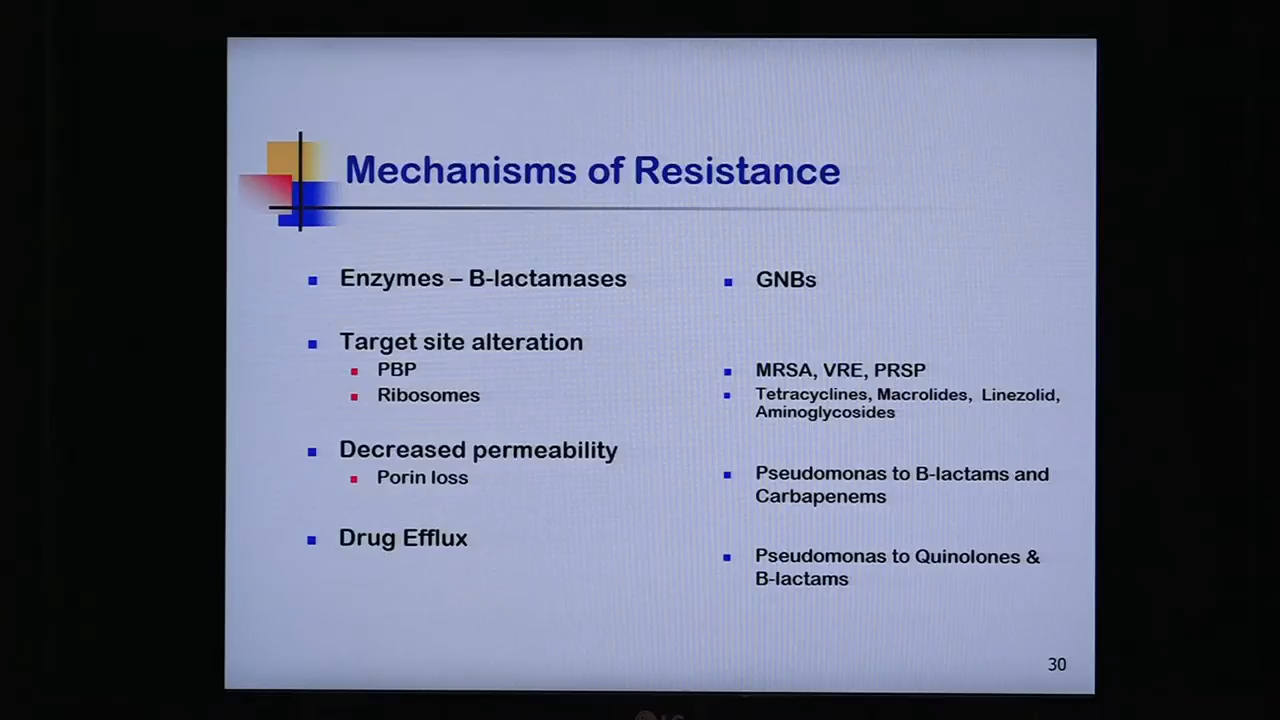 Mechanisms of Resistance
Enzymes – B-lactamases
GNBs
Target site alteration
PBP
MRSA, VRE, PRSP
Ribosomes
Tetracyclines, Macrolides, Linezolid,
Aminoglycosides
Decreased permeability
Porin loss
Pseudomonas to B-lactams and
Carbapenems
Drug Efflux
Pseudomonas to Quinolones &
B-lactams
30
LG